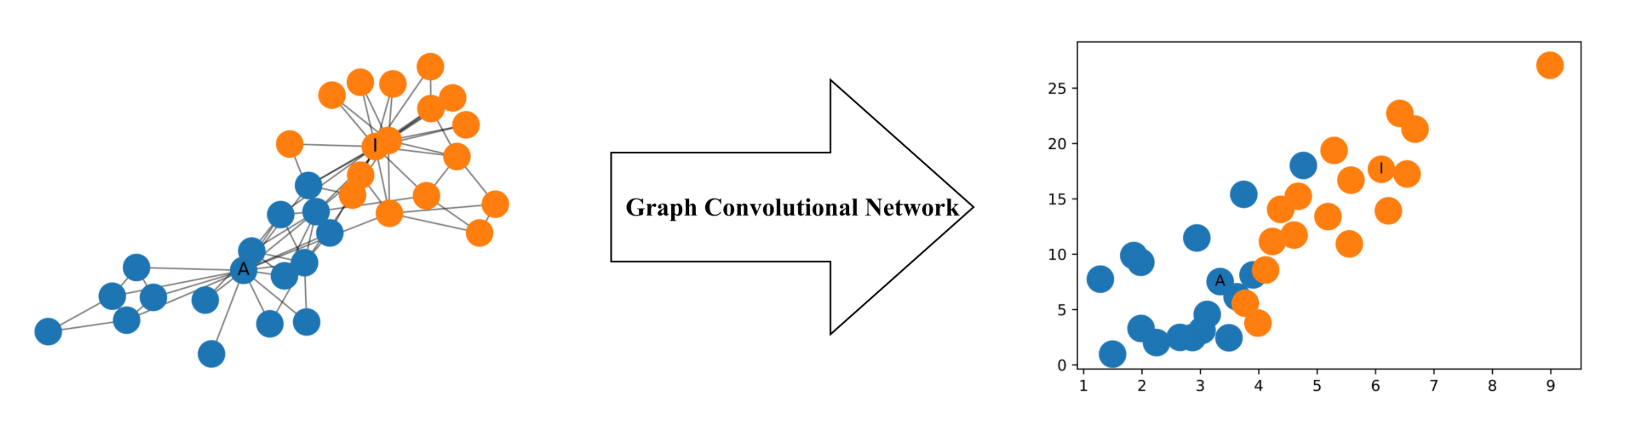 I
A
Graph Convolutional Network
25
20
15
10
5
0
I
A
1 2 3 4 5 6 7 8 9